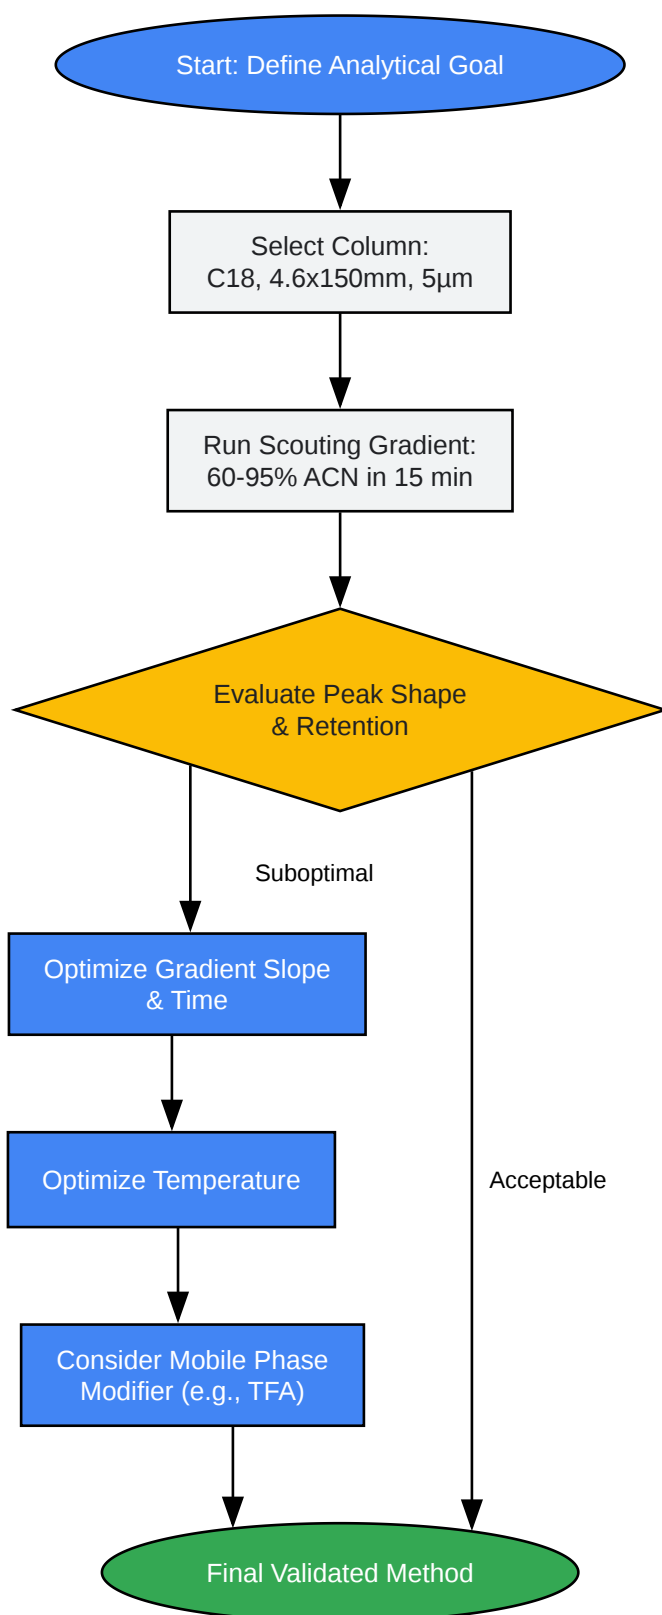 Start: Define Analytical Goal
Select Column:
C18, 4.6x150mm, 5µm
Run Scouting Gradient:
60-95% ACN in 15 min
Evaluate Peak Shape
& Retention
Suboptimal
Optimize Gradient Slope
& Time
Optimize Temperature
Acceptable
Consider Mobile Phase
Modifier (e.g., TFA)
Final Validated Method